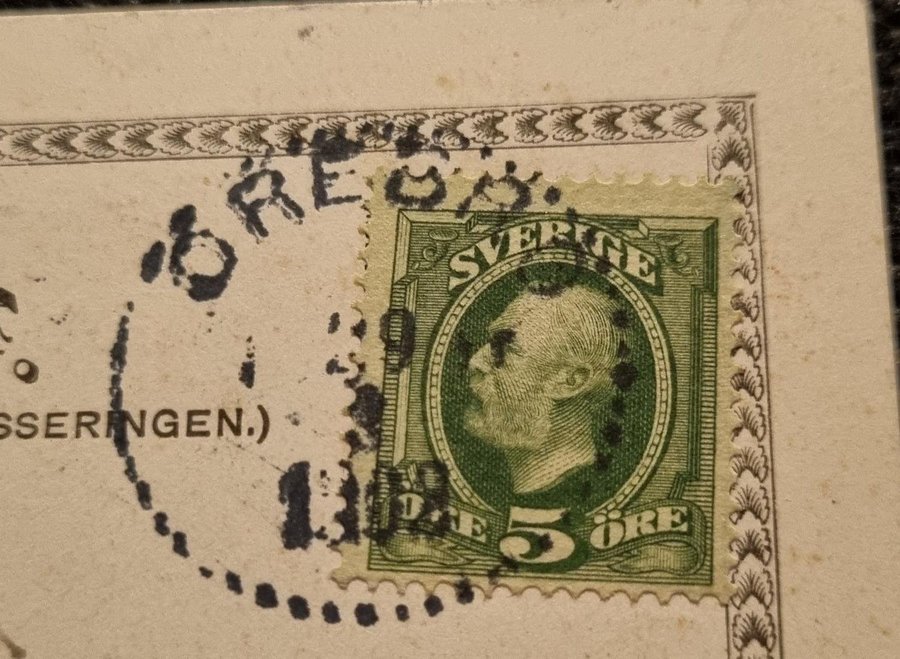 ÖREBRO
SVERIGE
SSERINGEN.)
ÖRE 5 ÖRE